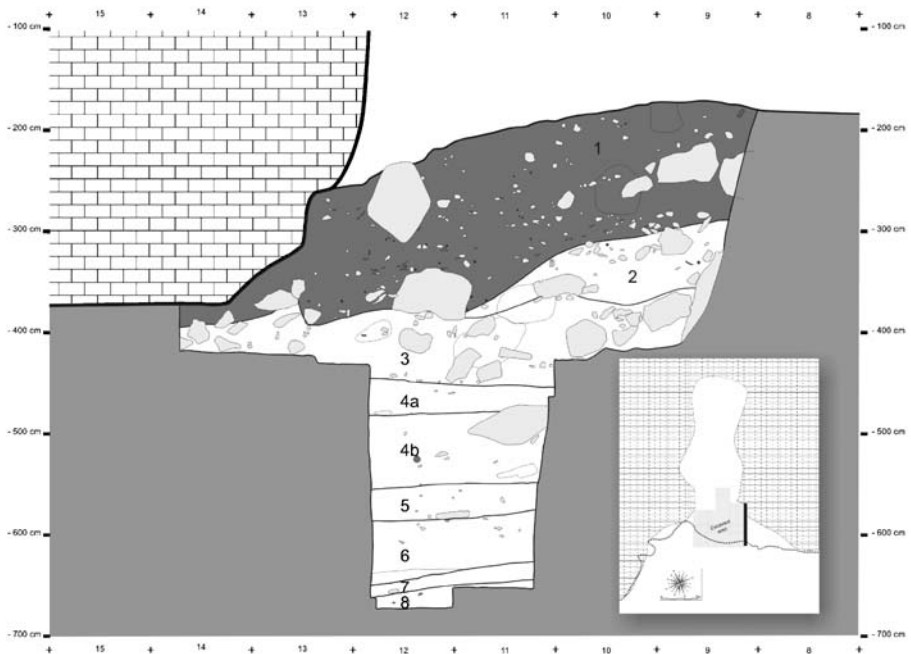 15 + 14 + 12 + 11 + 10 + 9 + 8 +
- 100 cm - 100 cm
- 200 cm - 200 cm
1
- 300 cm - 300 cm
2
- 400 cm - 400 cm
3
4a
- 500 cm - 500 cm
4b
5
Excavated area
- 600 cm - 600 cm
6
7
8
- 700 cm - 700 cm
+ 15 + 14 + 13 + 12 + 11 + 10 + 9 + 8 +